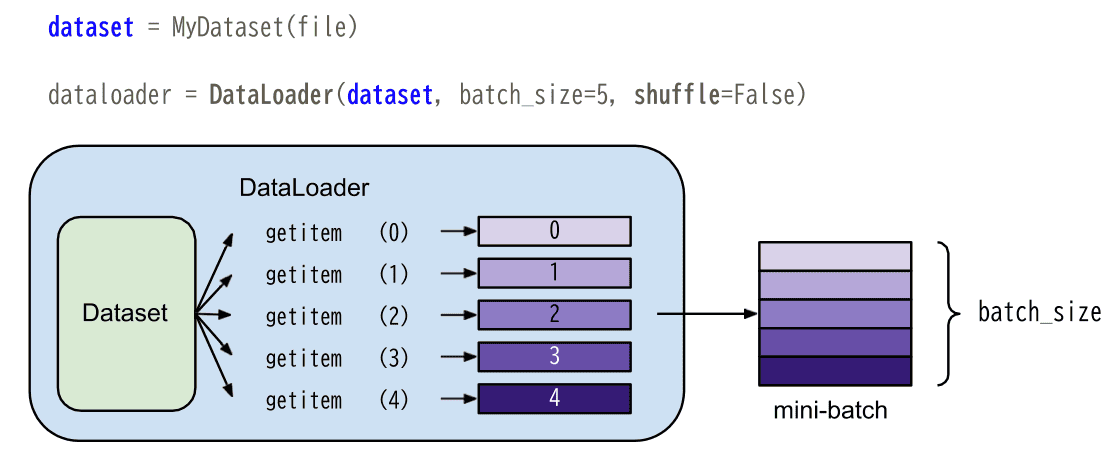 dataset = MyDataset(file)
dataloader = DataLoader(dataset, batch_size=5, shuffle=False)
DataLoader
Dataset
getitem (0) 0
getitem (1) 1
getitem (2) 2
getitem (3) 3
getitem (4) 4
batch_size
mini-batch